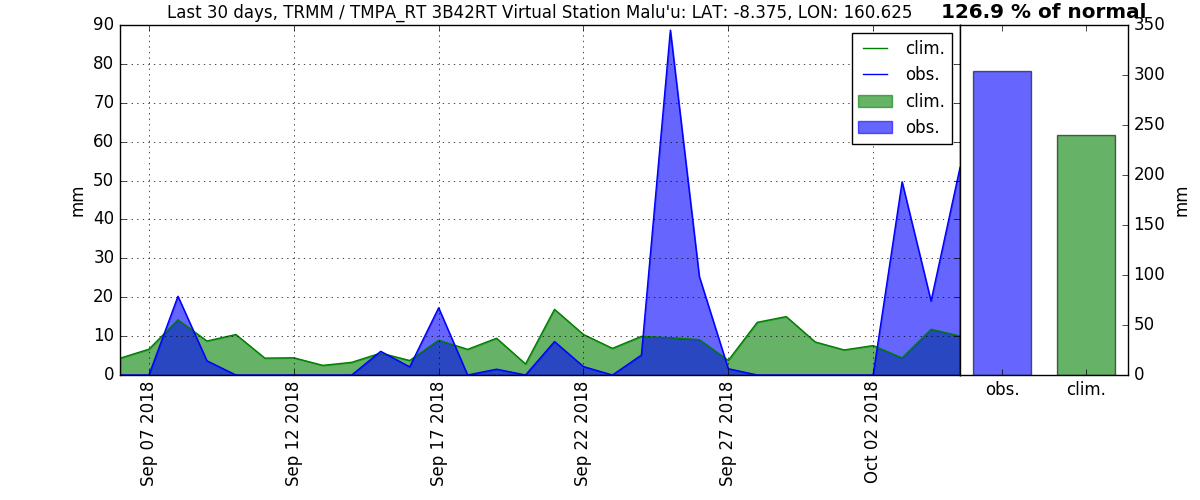 Last 30 days, TRMM / TMPA_RT 3B42RT Virtual Station Malu'u: LAT: -8.375, LON: 160.625
126.9 % of normal
90
80
70
60
50
40
30
20
10
0
mm
clim.
obs.
clim.
obs.
Sep 07 2018
Sep 12 2018
Sep 17 2018
Sep 22 2018
Sep 27 2018
Oct 02 2018
350
300
250
200
150
100
50
0
mm
obs.
clim.